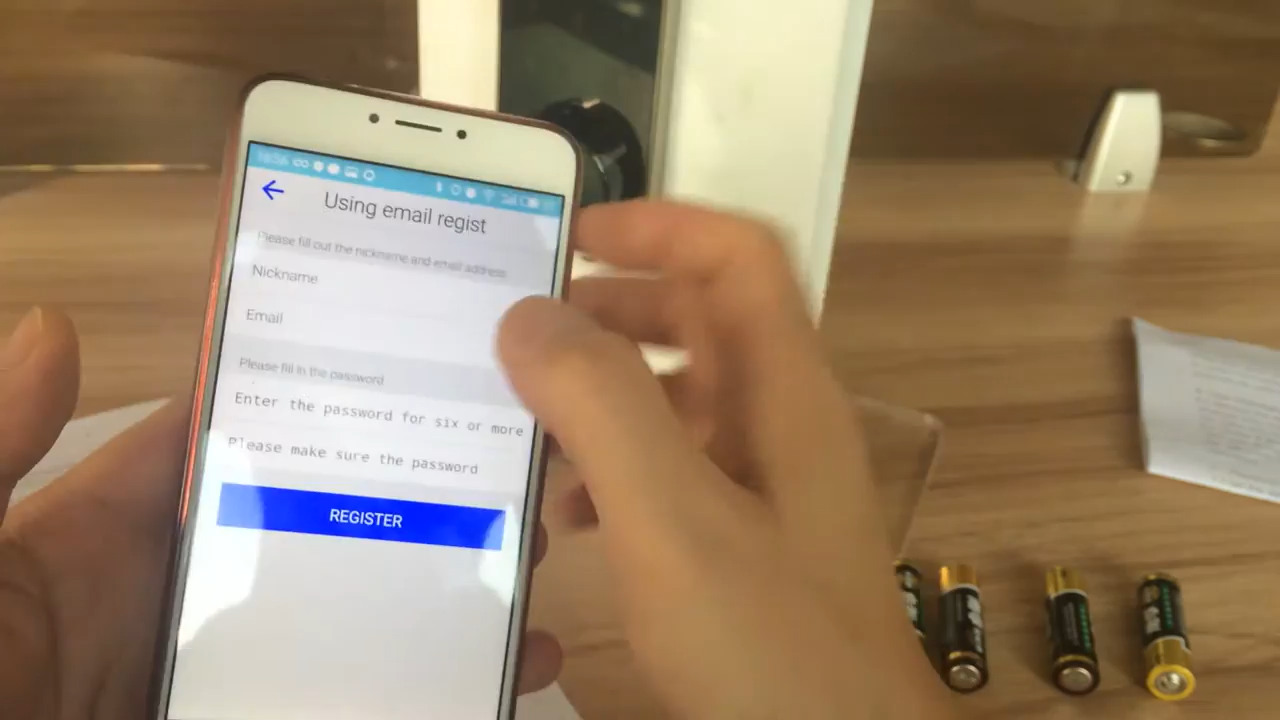 Using email regist
Please fill out the nickname and email address
Nickname
Email
Please fill in the password
Enter the password for six or more
Please make sure the password
REGISTER